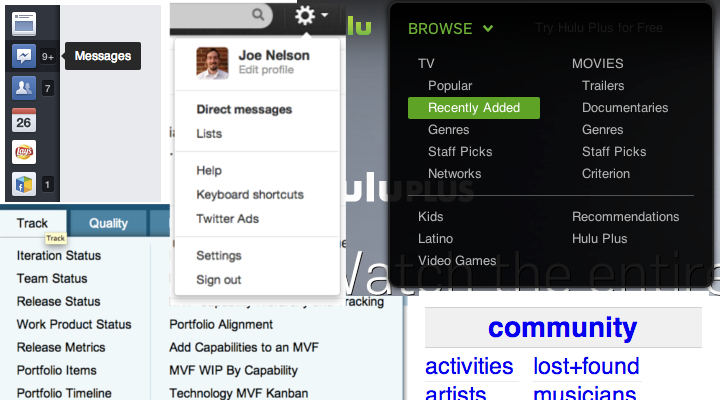 9+
Messages
7
26
Lay's
1
Joe Nelson
Edit profile
Direct messages
Lists
Help
Keyboard shortcuts
Twitter Ads
Settings
Sign out
lu
BROWSE
Try Hulu Plus for Free
TV
Popular
Recently Added
Genres
Staff Picks
Networks
MOVIES
Trailers
Documentaries
Genres
Staff Picks
Criterion
Kids
Recommendations
Latino
Hulu Plus
Video Games
hulu PLUS
Watch the entire
Track
Quality
Track
Iteration Status
Team Status
Release Status
Work Product Status
Release Metrics
Portfolio Items
Portfolio Timeline
Tracking
Portfolio Alignment
Add Capabilities to an MVF
MVF WIP By Capability
Technology MVF Kanban
community
activities lost+found
artists musicians